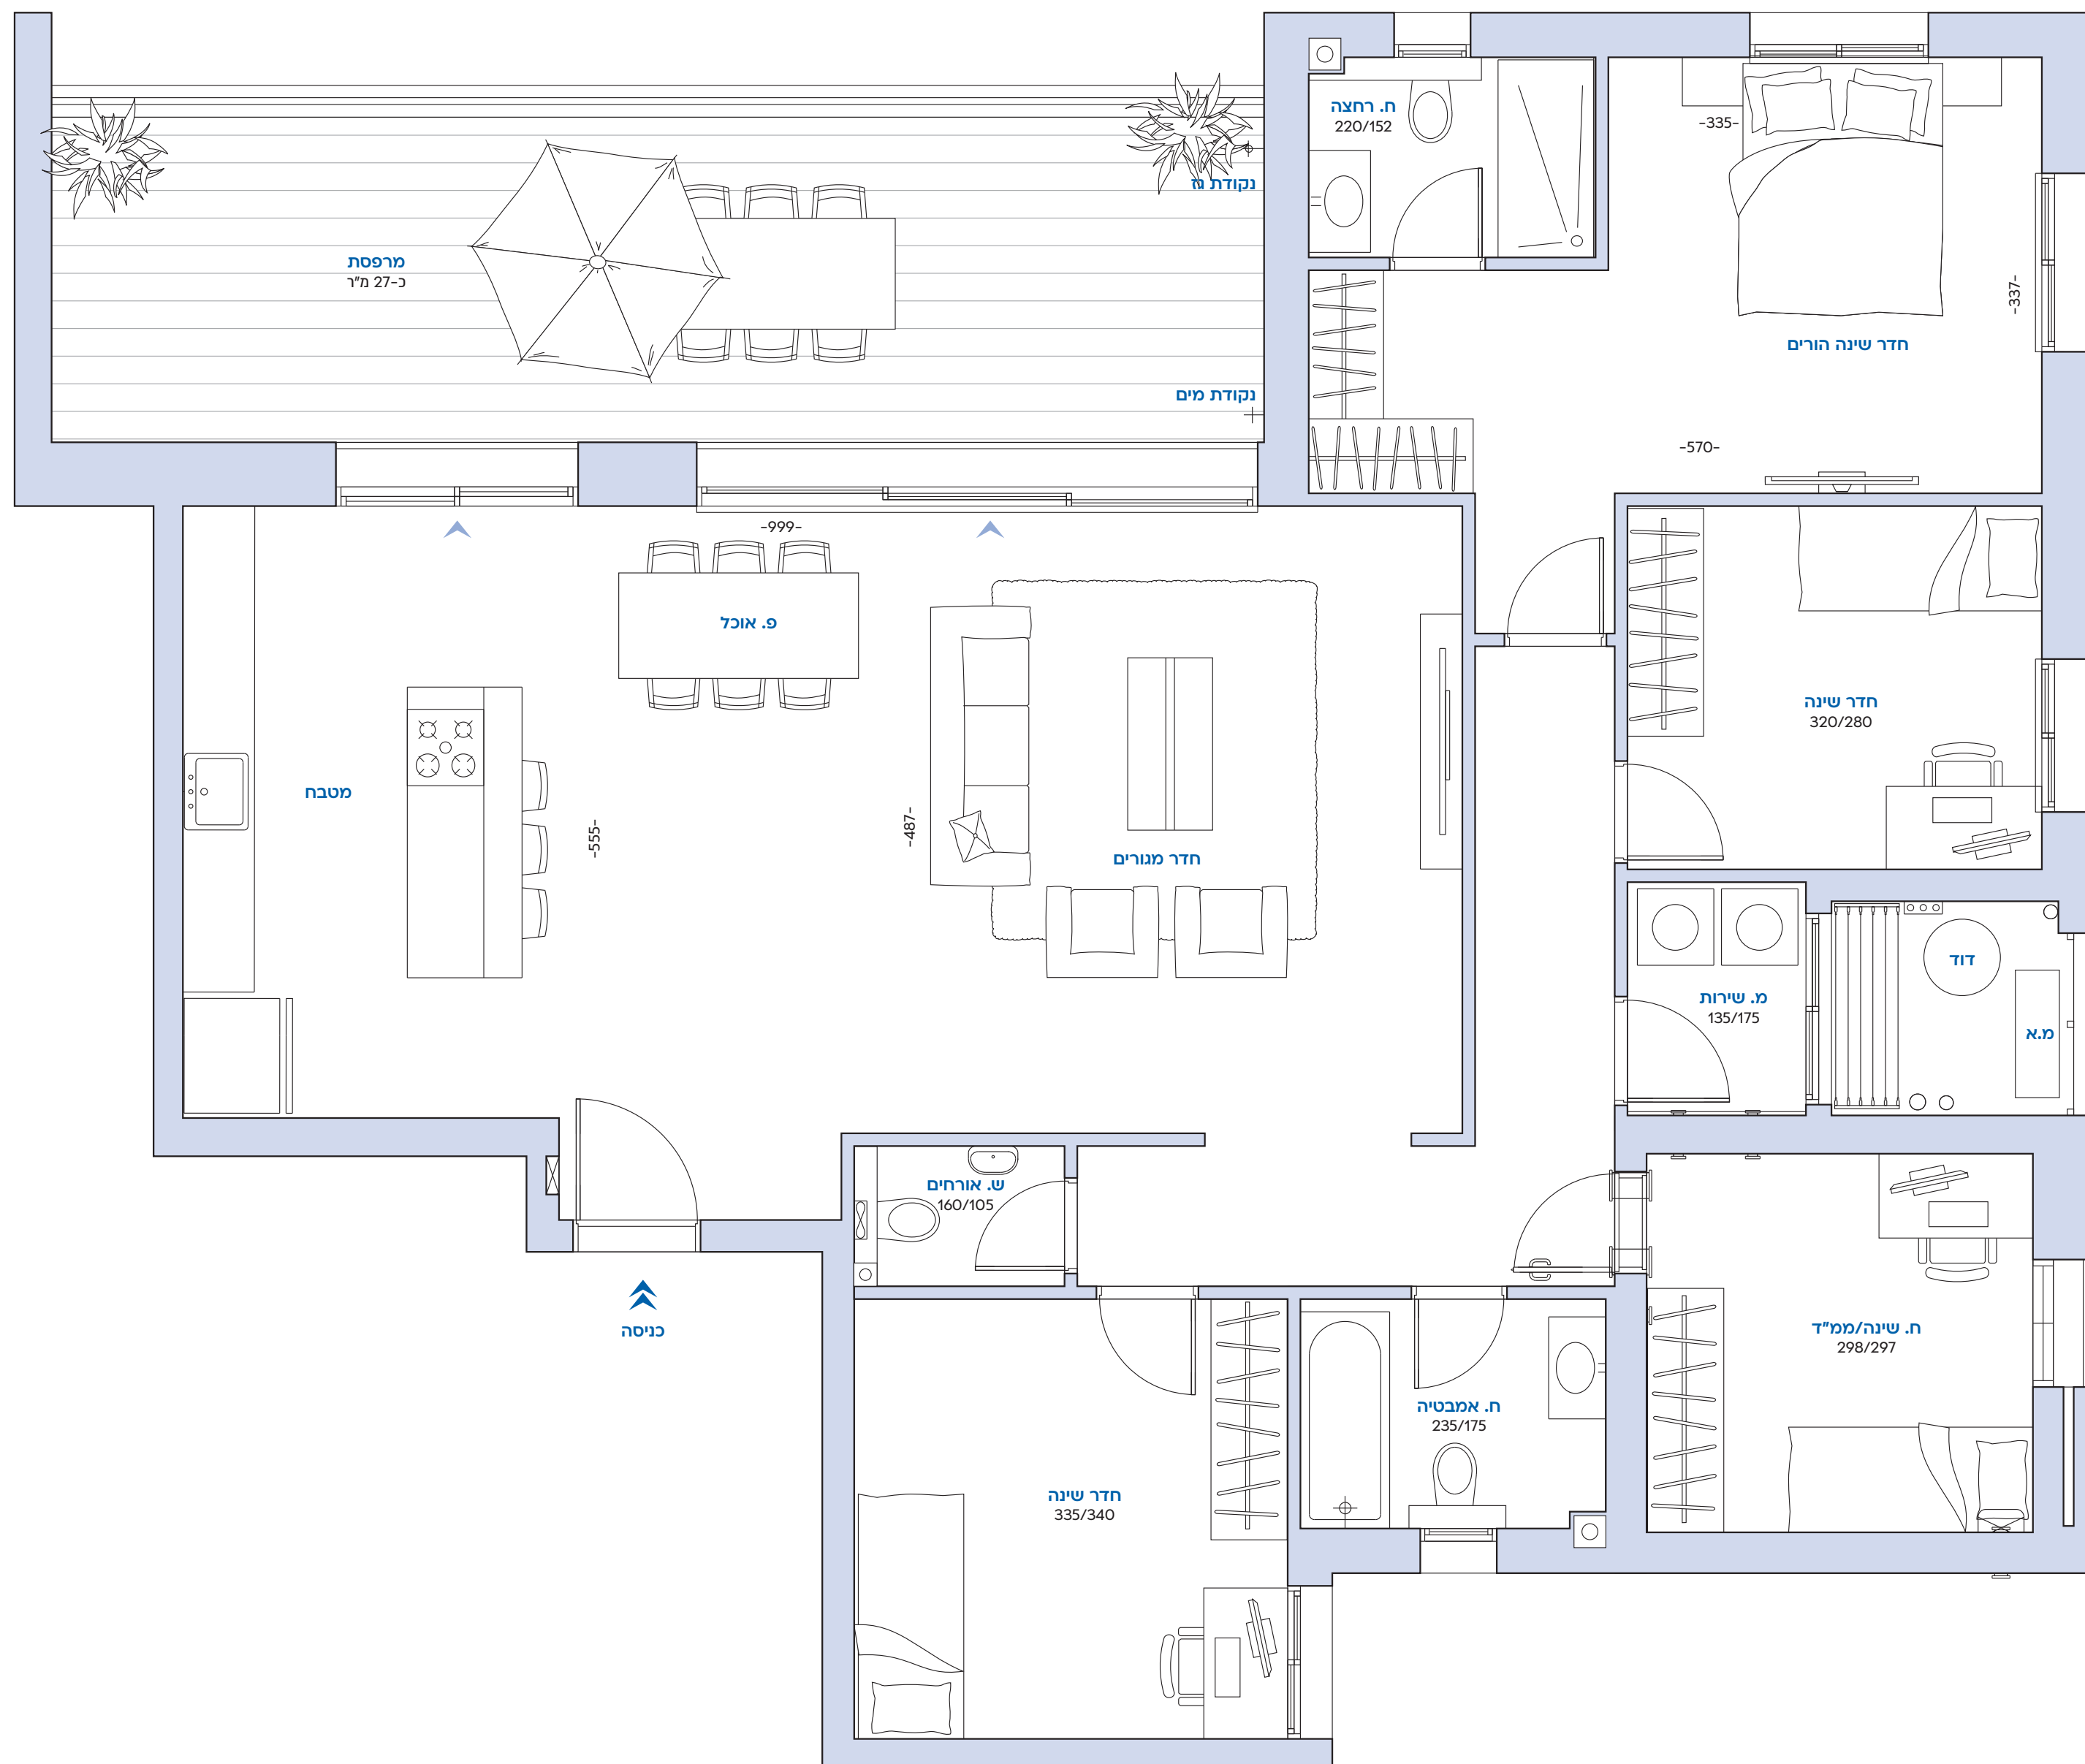 ח. רחצה
220/152
-335-
נקודת גז
מרפסת
כ-27 מ"ר
-337-
חדר שינה הורים
נקודת מים
-570-
-999-
פ. אוכל
חדר שינה
320/280
מטבח
-555-
-487-
חדר מגורים
דוד
מ. שירות
135/175
מ.א
ש. אורחים
160/105
כניסה
ח. שינה/ממ"ד
298/297
ח. אמבטיה
235/175
חדר שינה
335/340